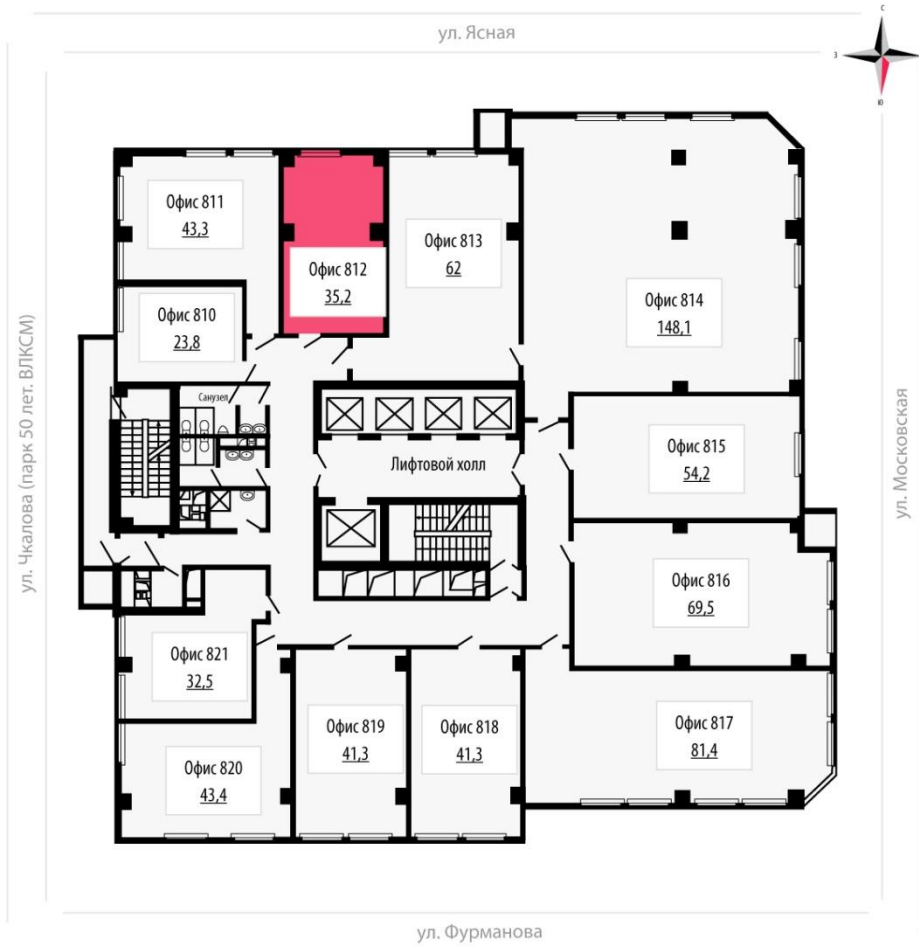 ул. Ясная
С
З
Ю
Офис 811
43,3
Офис 812
35,2
Офис 813
62
Офис 814
148,1
Офис 810
23,8
Санузел
Лифтовой холл
Офис 815
54,2
Офис 816
69,5
Офис 821
32,5
Офис 820
43,4
Офис 819
41,3
Офис 818
41,3
Офис 817
81,4
ул. Чкалова (парк 50 лет. ВЛКСМ)
ул. Московская
ул. Фурманова